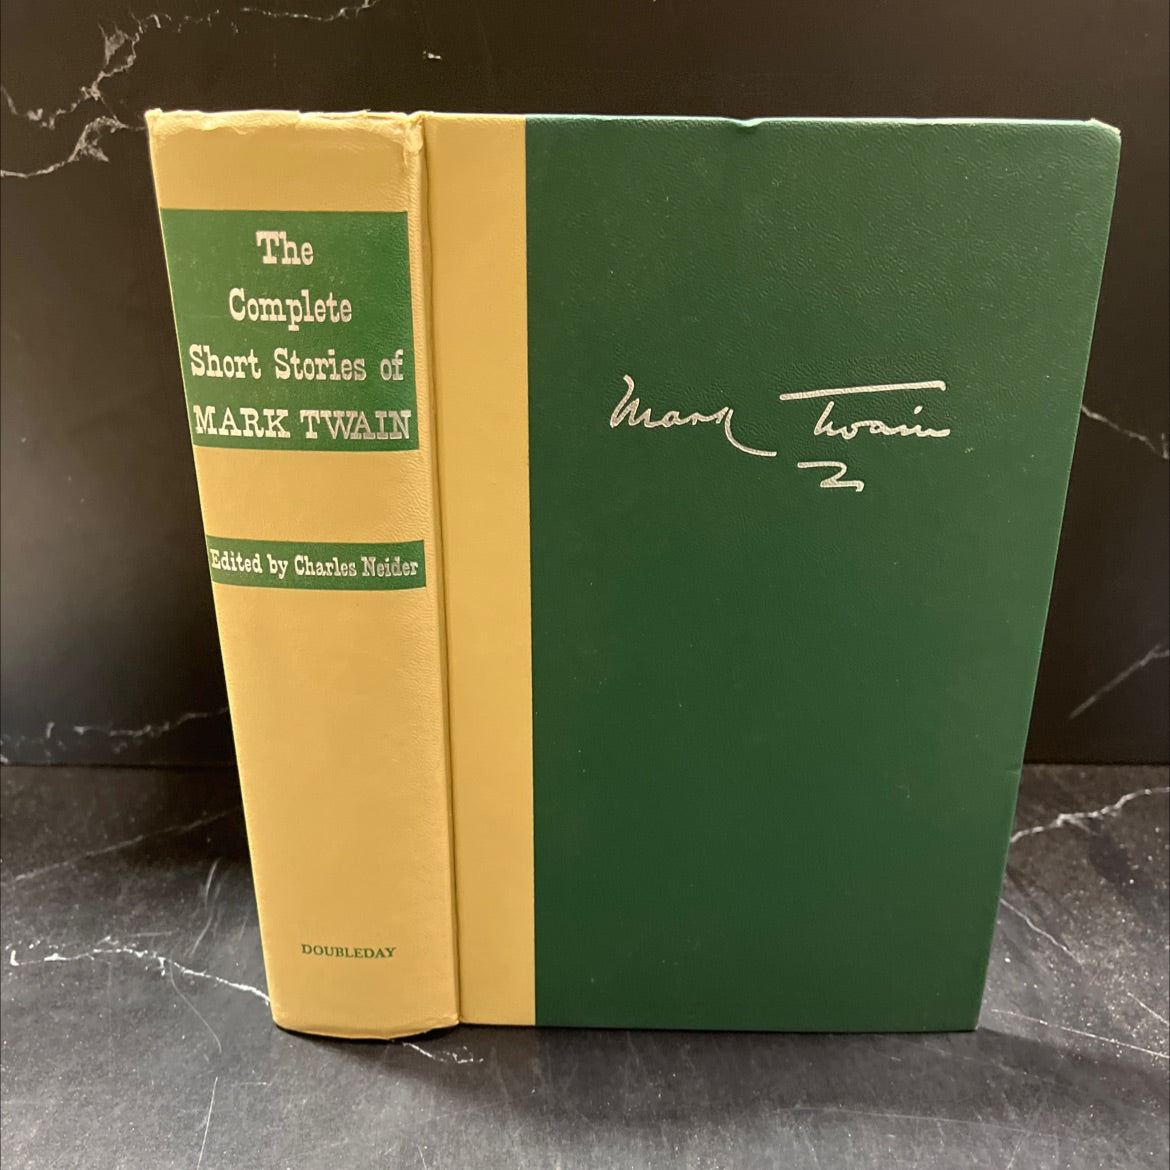 The
Complete
Short Stories of
MARK TWAIN
Edited by Charles Neider
DOUBLEDAY
Mark Twain